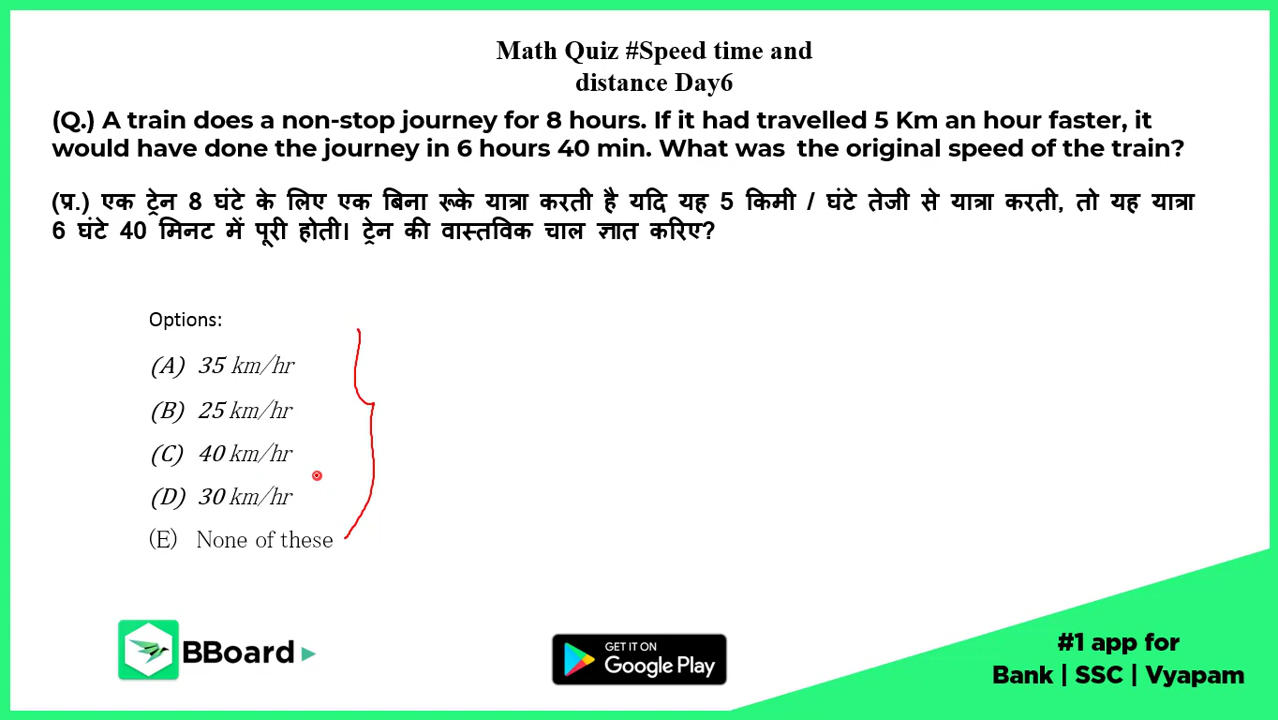 Math Quiz #Speed time and
distance Day6
(Q.) A train does a non-stop journey for 8 hours. If it had travelled 5 Km an hour faster, it
would have done the journey in 6 hours 40 min. What was the original speed of the train?
(प्र.) एक ट्रेन 8 घंटे के लिए एक बिना रूके यात्रा करती है यदि यह 5 किमी / घंटे तेजी से यात्रा करती, तो यह यात्रा
6 घंटे 40 मिनट में पूरी होती। ट्रेन की वास्तविक चाल ज्ञात करिए?
Options:
(A) 35 km/hr
(B) 25 km/hr
(C) 40 km/hr
(D) 30 km/hr
(E) None of these
BBoard
GET IT ON
Google Play
#1 app for
Bank | SSC | Vyapam